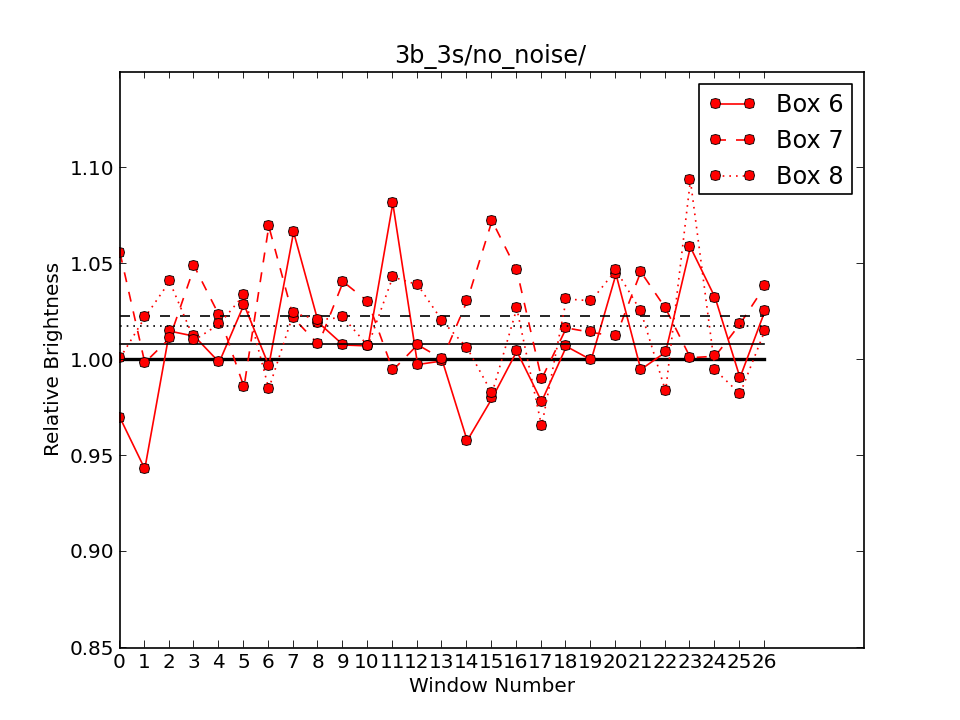 3b_3s/no_noise/
Box 6
Box 7
Box 8
Relative Brightness
1.10
1.05
1.00
0.95
0.90
0.85
0 1 2 3 4 5 6 7 8 9 10 11 12 13 14 15 16 17 18 19 20 21 22 23 24 25 26
Window Number